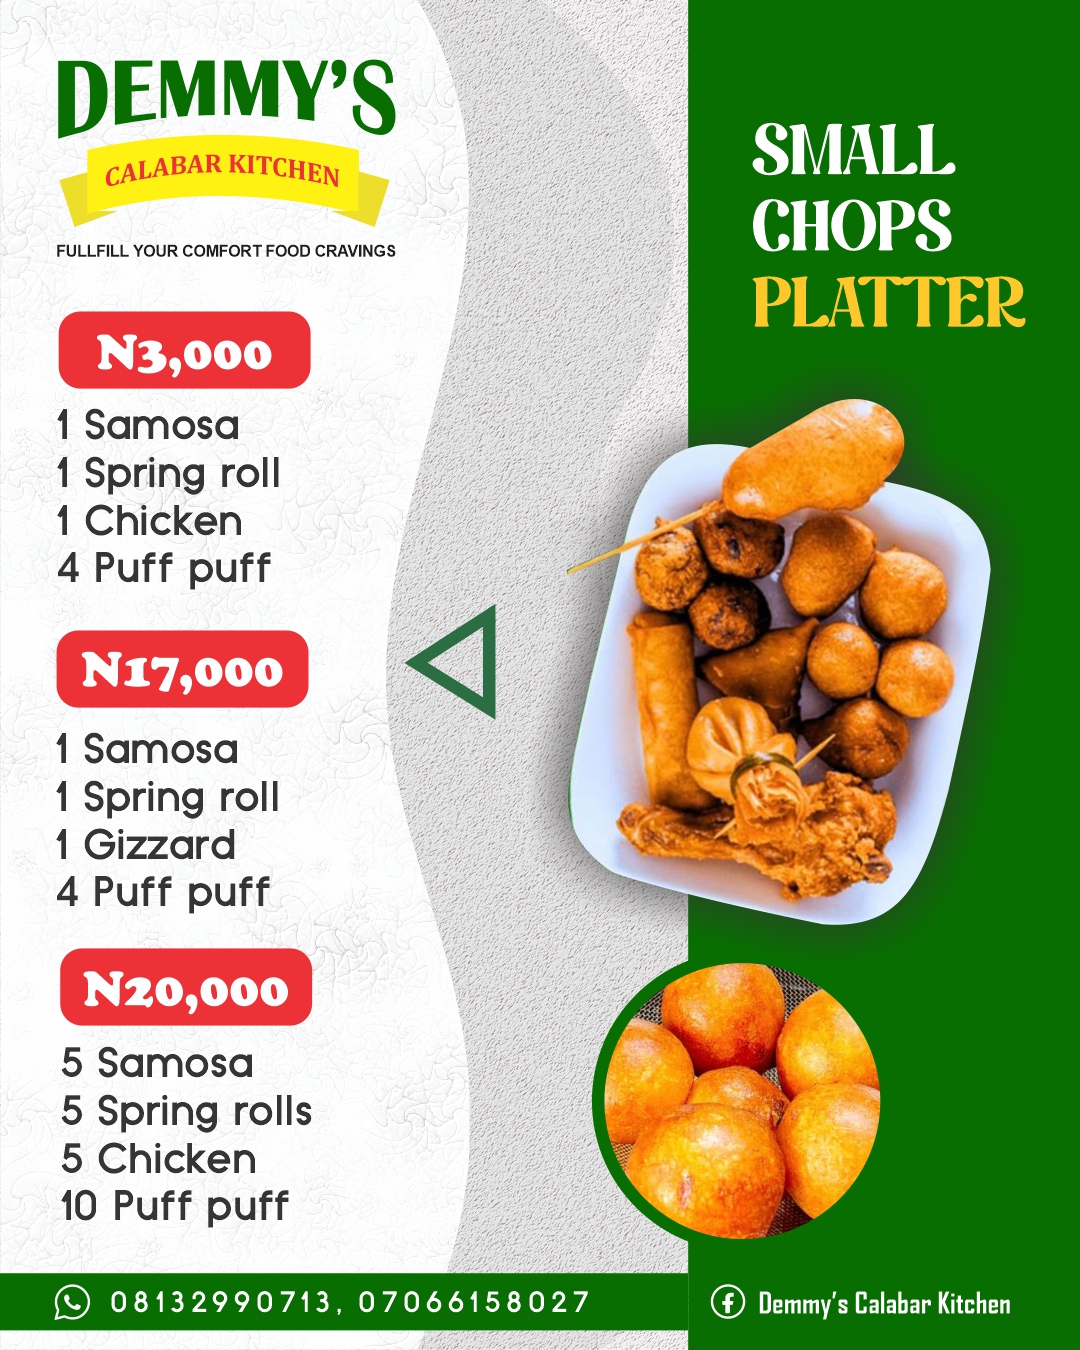 DEMMY'S
CALABAR KITCHEN
FULLFILL YOUR COMFORT FOOD CRAVINGS
SMALL
CHOPS
PLATTER
N3,000
1 Samosa
1 Spring roll
1 Chicken
4 Puff puff
N17,000
1 Samosa
1 Spring roll
1 Gizzard
4 Puff puff
N20,000
5 Samosa
5 Spring rolls
5 Chicken
10 Puff puff
08132990713, 07066158027
Demmy's Calabar Kitchen